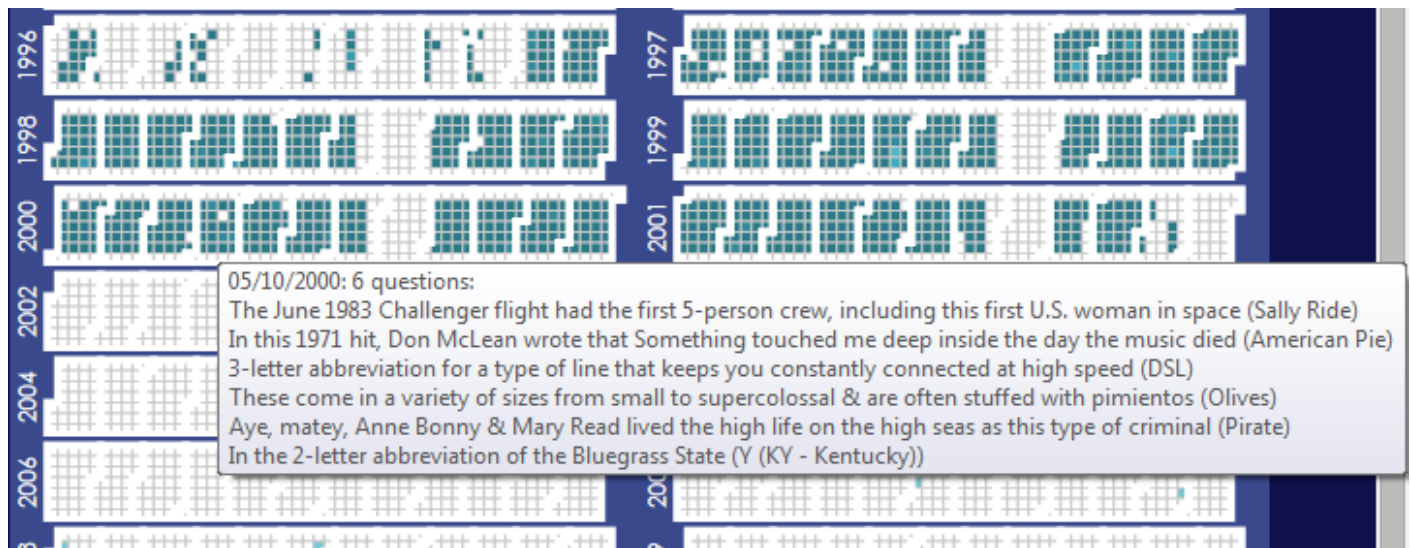 1996
1997
1998
1999
2000
2001
05/10/2000: 6 questions:
The June 1983 Challenger flight had the first 5-person crew, including this first U.S. woman in space (Sally Ride)
In this 1971 hit, Don McLean wrote that Something touched me deep inside the day the music died (American Pie)
3-letter abbreviation for a type of line that keeps you constantly connected at high speed (DSL)
These come in a variety of sizes from small to supercolossal & are often stuffed with pimientos (Olives)
Aye, matey, Anne Bonny & Mary Read lived the high life on the high seas as this type of criminal (Pirate)
In the 2-letter abbreviation of the Bluegrass State (Y (KY - Kentucky))
2002
2004
2006